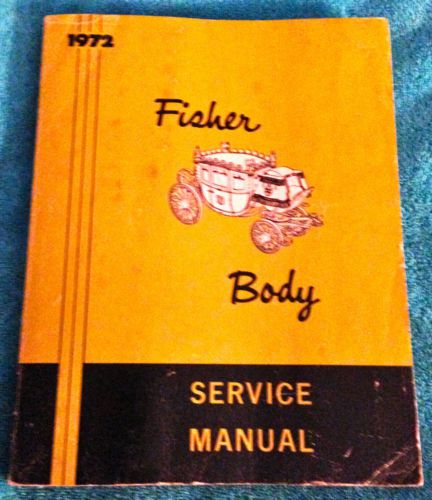 1972
Fisher
Body
SERVICE
MANUAL